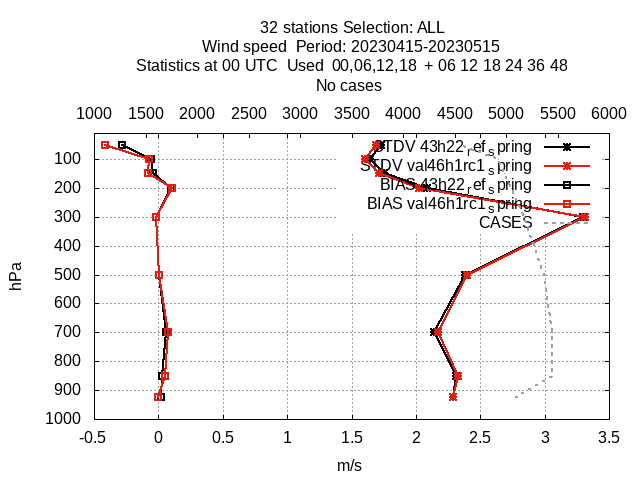 32 stations Selection: ALL
Wind speed  Period: 20230415-20230515
Statistics at 00 UTC  Used  00,06,12,18  + 06 12 18 24 36 48
No cases
1000 1500 2000 2500 3000 3500 4000 4500 5000 5500 6000
STDV 43h22_ref_spring
100
STDV val46h1rc1_spring
BIAS 43h22_ref_spring
200
BIAS val46h1rc1_spring
300
CASES
400
hPa
500
600
700
800
900
1000
-0.5 0 0.5 1 1.5 2 2.5 3 3.5
m/s